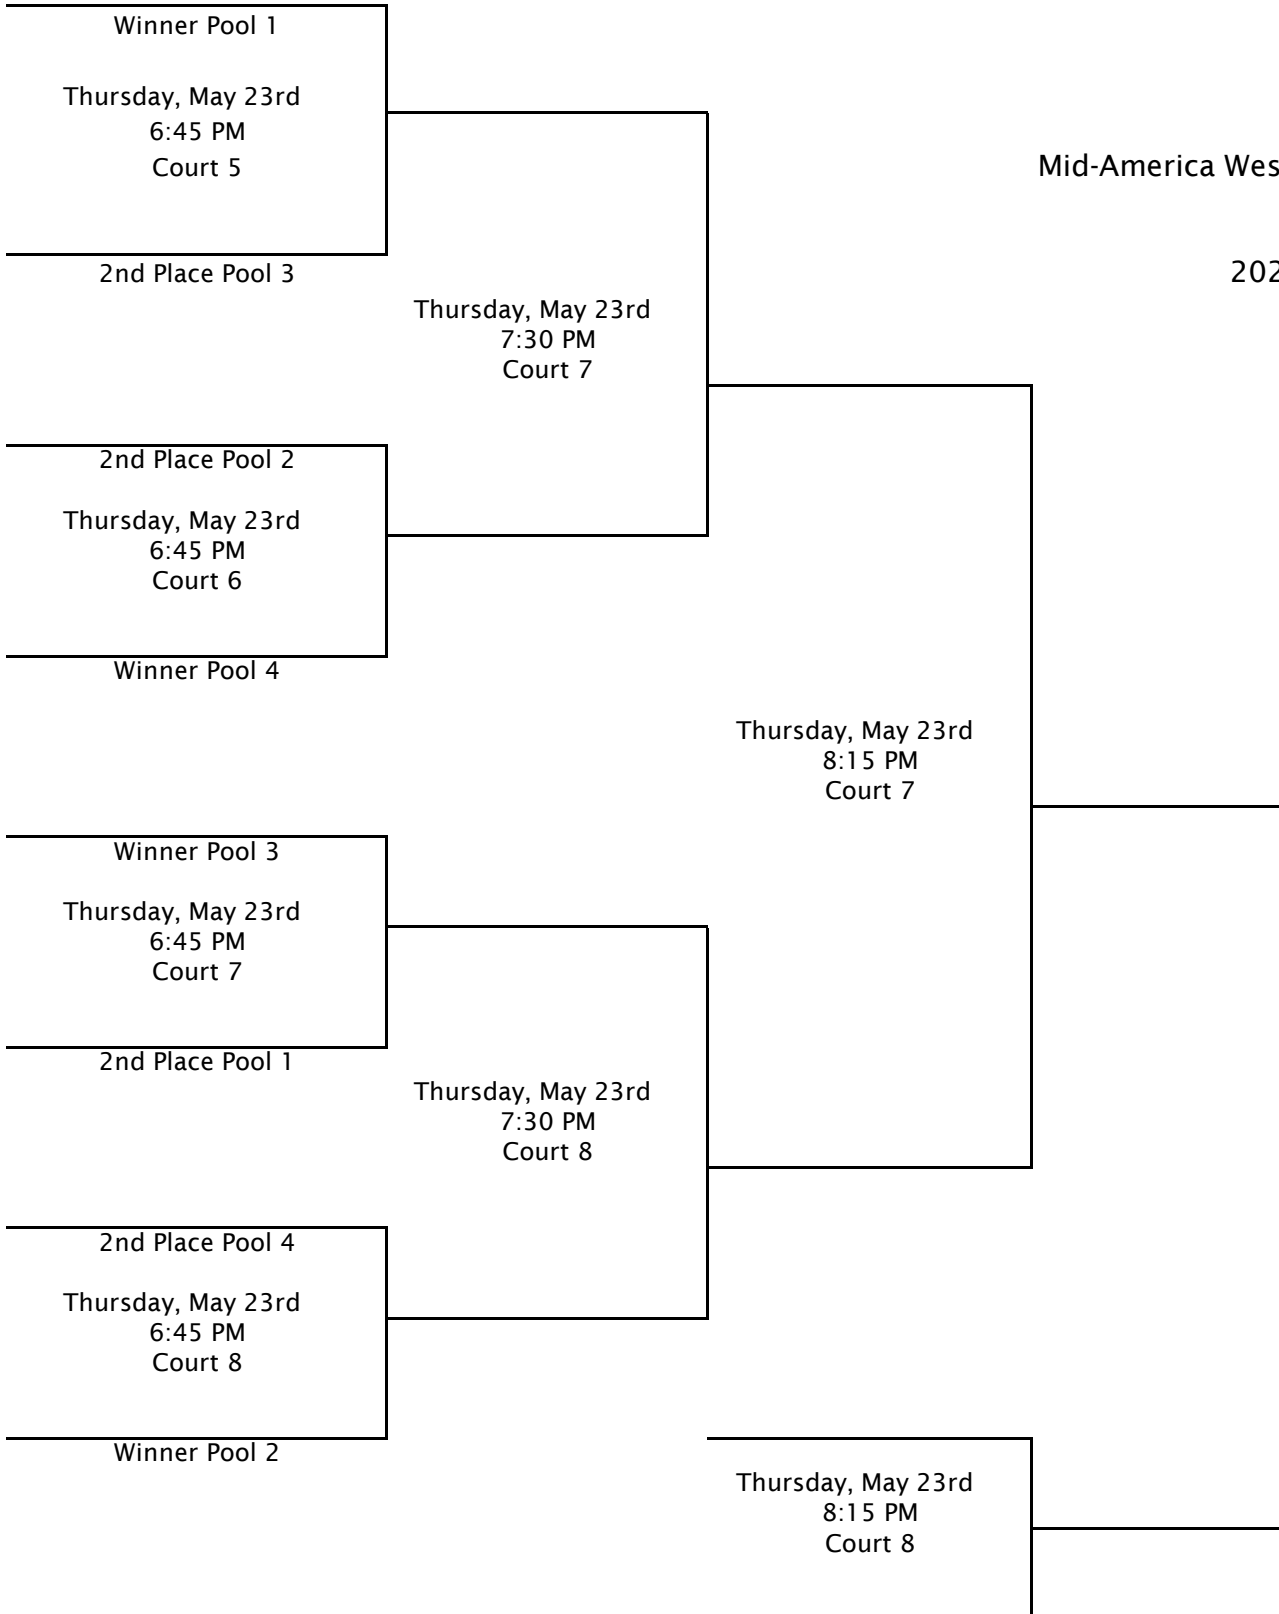 Winner Pool 1
Thursday, May 23rd
6:45 PM
Court 5
Mid-America Wes
2nd Place Pool 3
202
Thursday, May 23rd
7:30 PM
Court 7
2nd Place Pool 2
Thursday, May 23rd
6:45 PM
Court 6
Winner Pool 4
Thursday, May 23rd
8:15 PM
Court 7
Winner Pool 3
Thursday, May 23rd
6:45 PM
Court 7
2nd Place Pool 1
Thursday, May 23rd
7:30 PM
Court 8
2nd Place Pool 4
Thursday, May 23rd
6:45 PM
Court 8
Winner Pool 2
Thursday, May 23rd
8:15 PM
Court 8